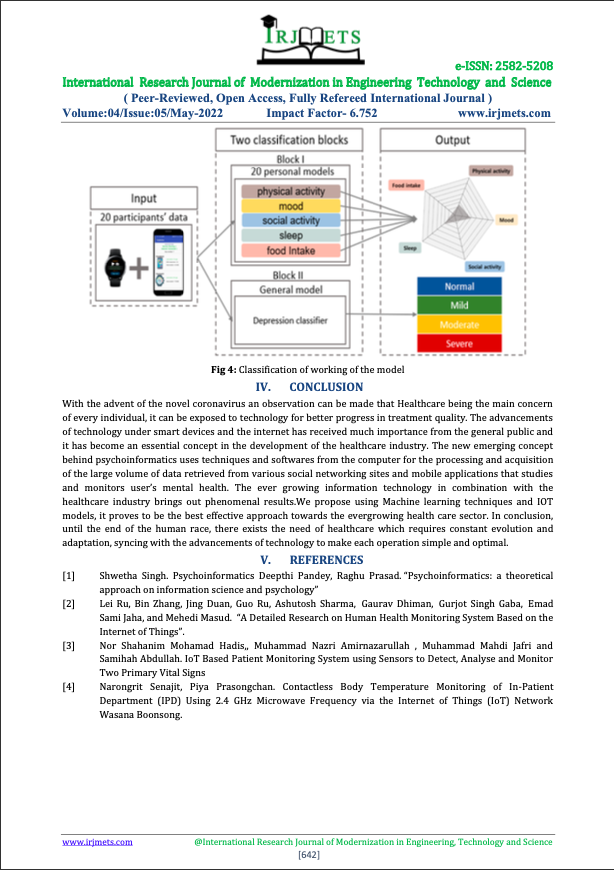 IRJMETS
e-ISSN: 2582-5208
International Research Journal of Modernization in Engineering Technology and Science
( Peer-Reviewed, Open Access, Fully Refereed International Journal )
Volume:04/Issue:05/May-2022 Impact Factor- 6.752 www.irjmets.com
Input
20 participants' data
Two classification blocks
Block I
20 personal models
physical activity
mood
social activity
sleep
food Intake
Block II
General model
Depression classifier
Output
Physical activity
Food intake
Mood
Sleep
Social activity
Normal
Mild
Moderate
Severe
Fig 4: Classification of working of the model
IV. CONCLUSION
With the advent of the novel coronavirus an observation can be made that Healthcare being the main concern
of every individual, it can be exposed to technology for better progress in treatment quality. The advancements
of technology under smart devices and the internet has received much importance from the general public and
it has become an essential concept in the development of the healthcare industry. The new emerging concept
behind psychoinformatics uses techniques and softwares from the computer for the processing and acquisition
of the large volume of data retrieved from various social networking sites and mobile applications that studies
and monitors user's mental health. The ever growing information technology in combination with the
healthcare industry brings out phenomenal results.We propose using Machine learning techniques and IOT
models, it proves to be the best effective approach towards the evergrowing health care sector. In conclusion,
until the end of the human race, there exists the need of healthcare which requires constant evolution and
adaptation, syncing with the advancements of technology to make each operation simple and optimal.
V. REFERENCES
[1] Shwetha Singh. Psychoinformatics Deepthi Pandey, Raghu Prasad. "Psychoinformatics: a theoretical
approach on information science and psychology"
[2] Lei Ru, Bin Zhang, Jing Duan, Guo Ru, Ashutosh Sharma, Gaurav Dhiman, Gurjot Singh Gaba, Emad
Sami Jaha, and Mehedi Masud. "A Detailed Research on Human Health Monitoring System Based on the
Internet of Things".
[3] Nor Shahanim Mohamad Hadis,, Muhammad Nazri Amirnazarullah , Muhammad Mahdi Jafri and
Samihah Abdullah. IoT Based Patient Monitoring System using Sensors to Detect, Analyse and Monitor
Two Primary Vital Signs
[4] Narongrit Senajit, Piya Prasongchan. Contactless Body Temperature Monitoring of In-Patient
Department (IPD) Using 2.4 GHz Microwave Frequency via the Internet of Things (IoT) Network
Wasana Boonsong.
www.irjmets.com @International Research Journal of Modernization in Engineering, Technology and Science
[642]